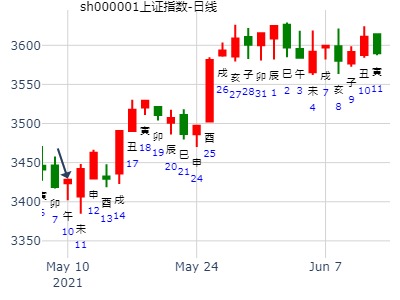 sh000001上证指数-日线
3600
3550
3500
3450
3400
3350
卯
7
午
10
未
11
申
12
酉
13
戌
14
丑
17
寅
18
卯
19
辰
20
巳
21
申
24
酉
25
戌
26
亥
27
子
28
卯
31
辰
1
巳
2
午
3
未
4
戌
7
亥
8
子
9
丑
10
寅
11
May 10
2021
May 24
Jun 7